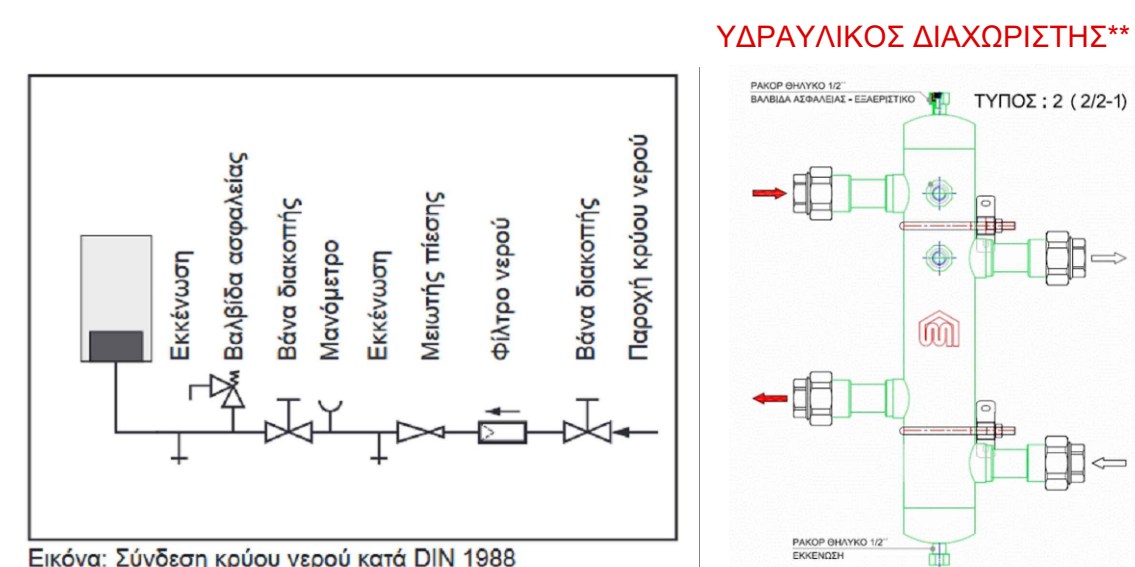 ΥΔΡΑΥΛΙΚΟΣ ΔΙΑΧΩΡΙΣΤΗΣ**
Εκκένωση
Βαλβίδα ασφαλείας
Βάνα διακοπής
Μανόμετρο
Εκκένωση
Μειωτής πίεσης
Φίλτρο νερού
Βάνα διακοπής
Παροχή κρύου νερού
Εικόνα: Σύνδεση κρύου νερού κατά DIN 1988
ΡΑΚΟΡ ΘΗΛΥΚΟ 1/2''
ΒΑΛΒΙΔΑ ΑΣΦΑΛΕΙΑΣ - ΕΞΑΕΡΙΣΤΙΚΟ
ΤΥΠΟΣ : 2 ( 2/2-1)
ΡΑΚΟΡ ΘΗΛΥΚΟ 1/2''
ΕΚΚΕΝΩΣΗ